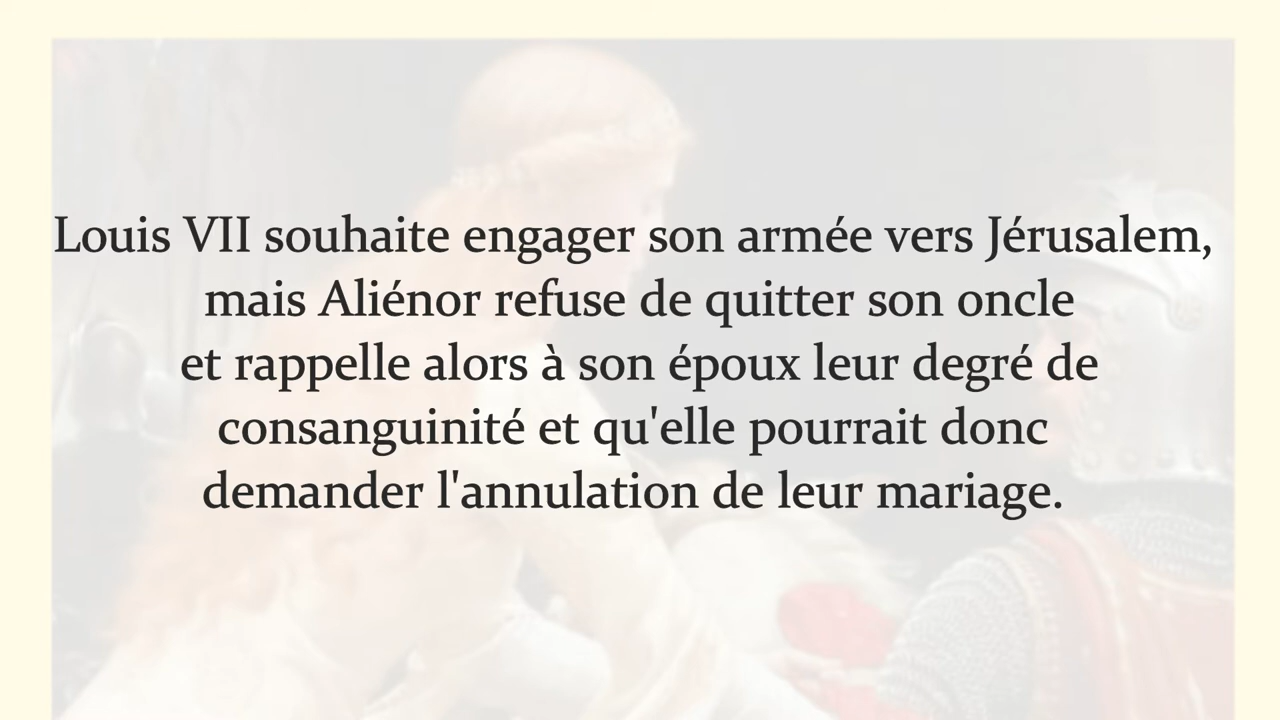 Louis VII souhaite engager son armée vers Jérusalem,
mais Aliénor refuse de quitter son oncle
et rappelle alors à son époux leur degré de
consanguinité et qu'elle pourrait donc
demander l'annulation de leur mariage.